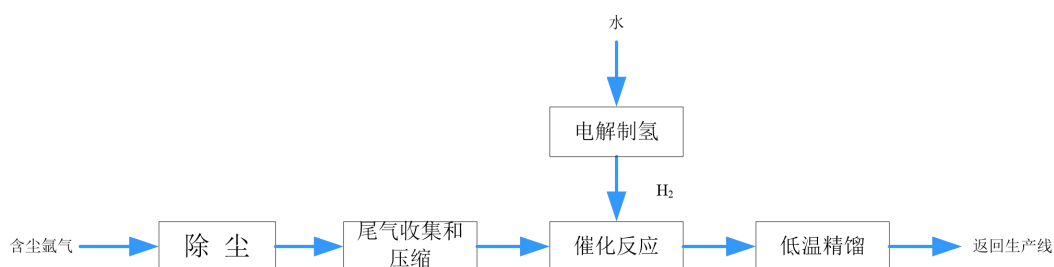 水
电解制氢
H₂
含尘氩气
除 尘
尾气收集和
压缩
催化反应
低温精馏
返回生产线